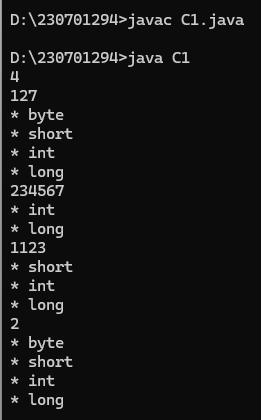 D:\230701294>javac C1.java
D:\230701294>java C1
4
127
* byte
* short
* int
* long
234567
* int
* long
1123
* short
* int
* long
2
* byte
* short
* int
* long